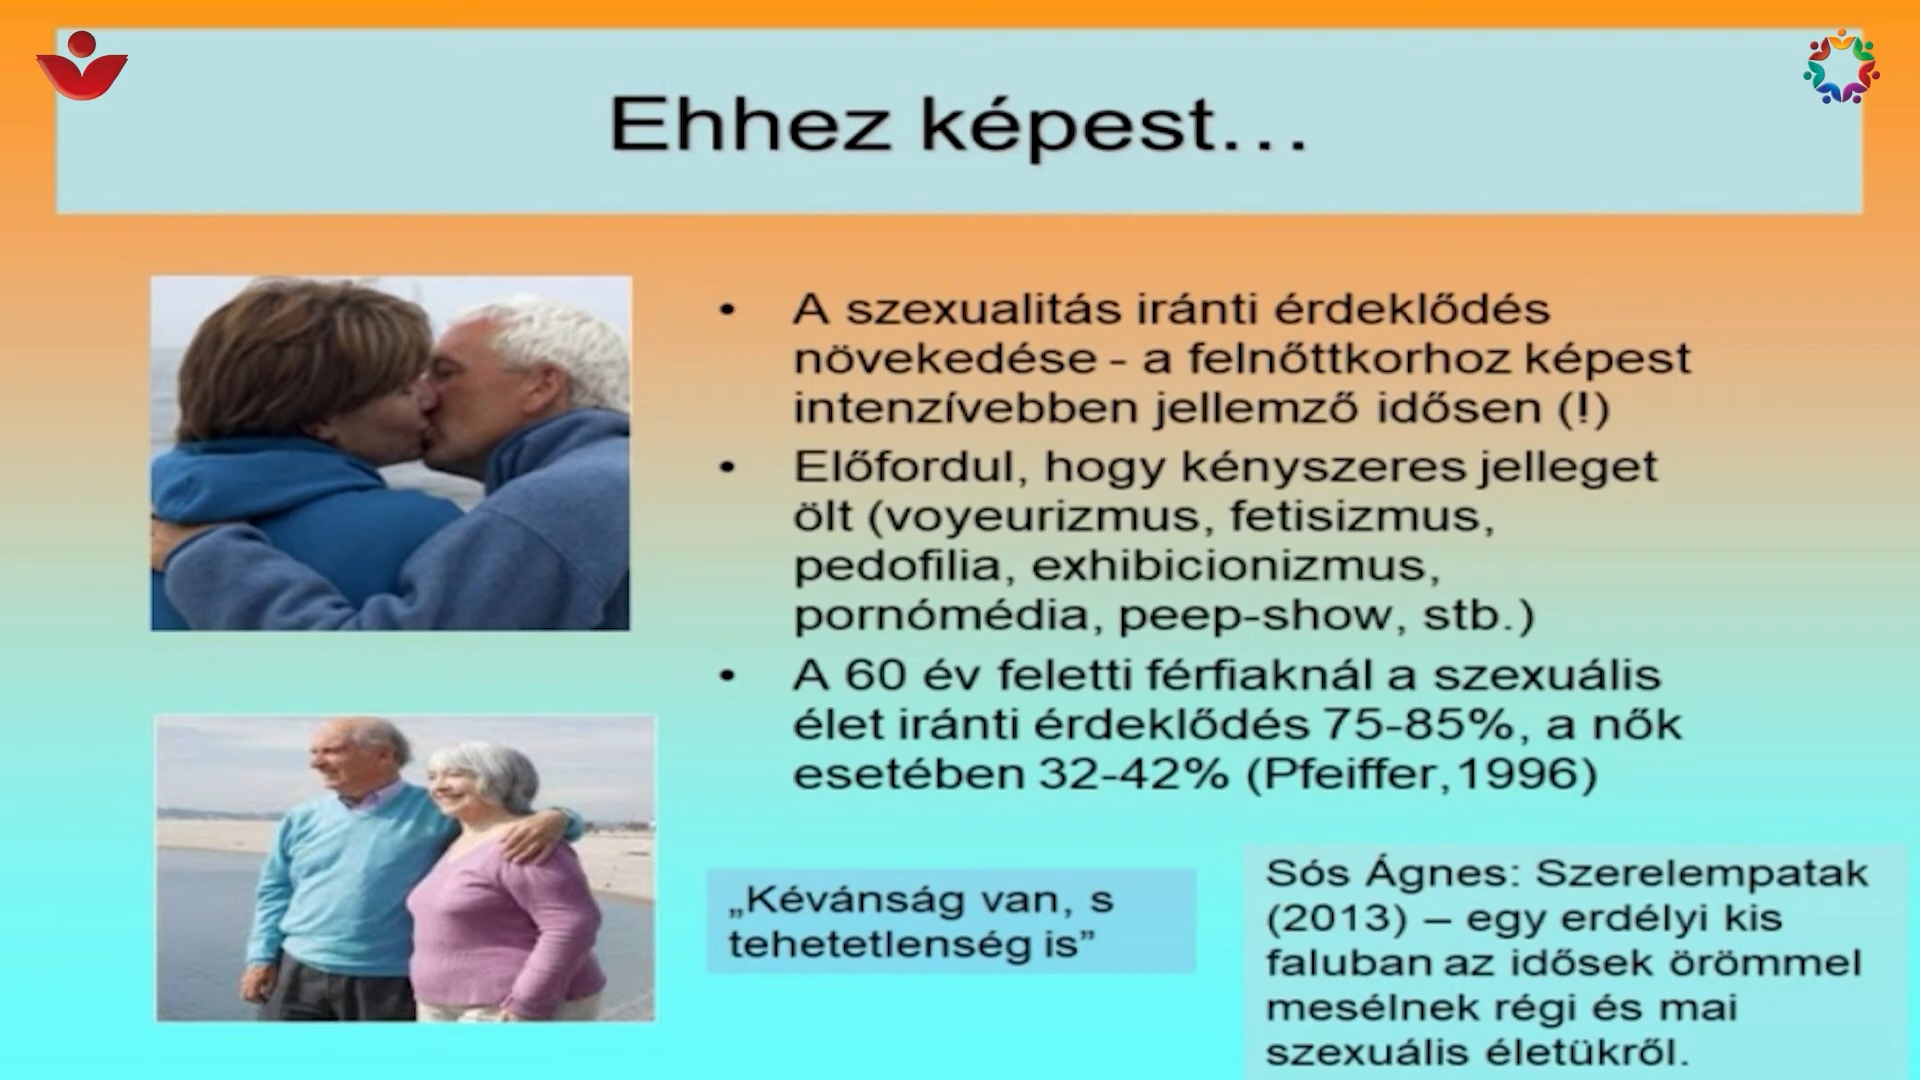 Ehhez képest…
• A szexualitás iránti érdeklődés
növekedése - a felnőttkorhoz képest
intenzívebben jellemző idősen (!)
• Előfordul, hogy kényszeres jelleget
ölt (voyeurizmus, fetisizmus,
pedofilia, exhibicionizmus,
pornómédia, peep-show, stb.)
• A 60 év feletti férfiaknál a szexuális
élet iránti érdeklődés 75-85%, a nők
esetében 32-42% (Pfeiffer,1996)
„Kévánság van, s
tehetetlenség is”
Sós Ágnes: Szerelempatak
(2013) – egy erdélyi kis
faluban az idősek örömmel
mesélnek régi és mai
szexuális életükről.